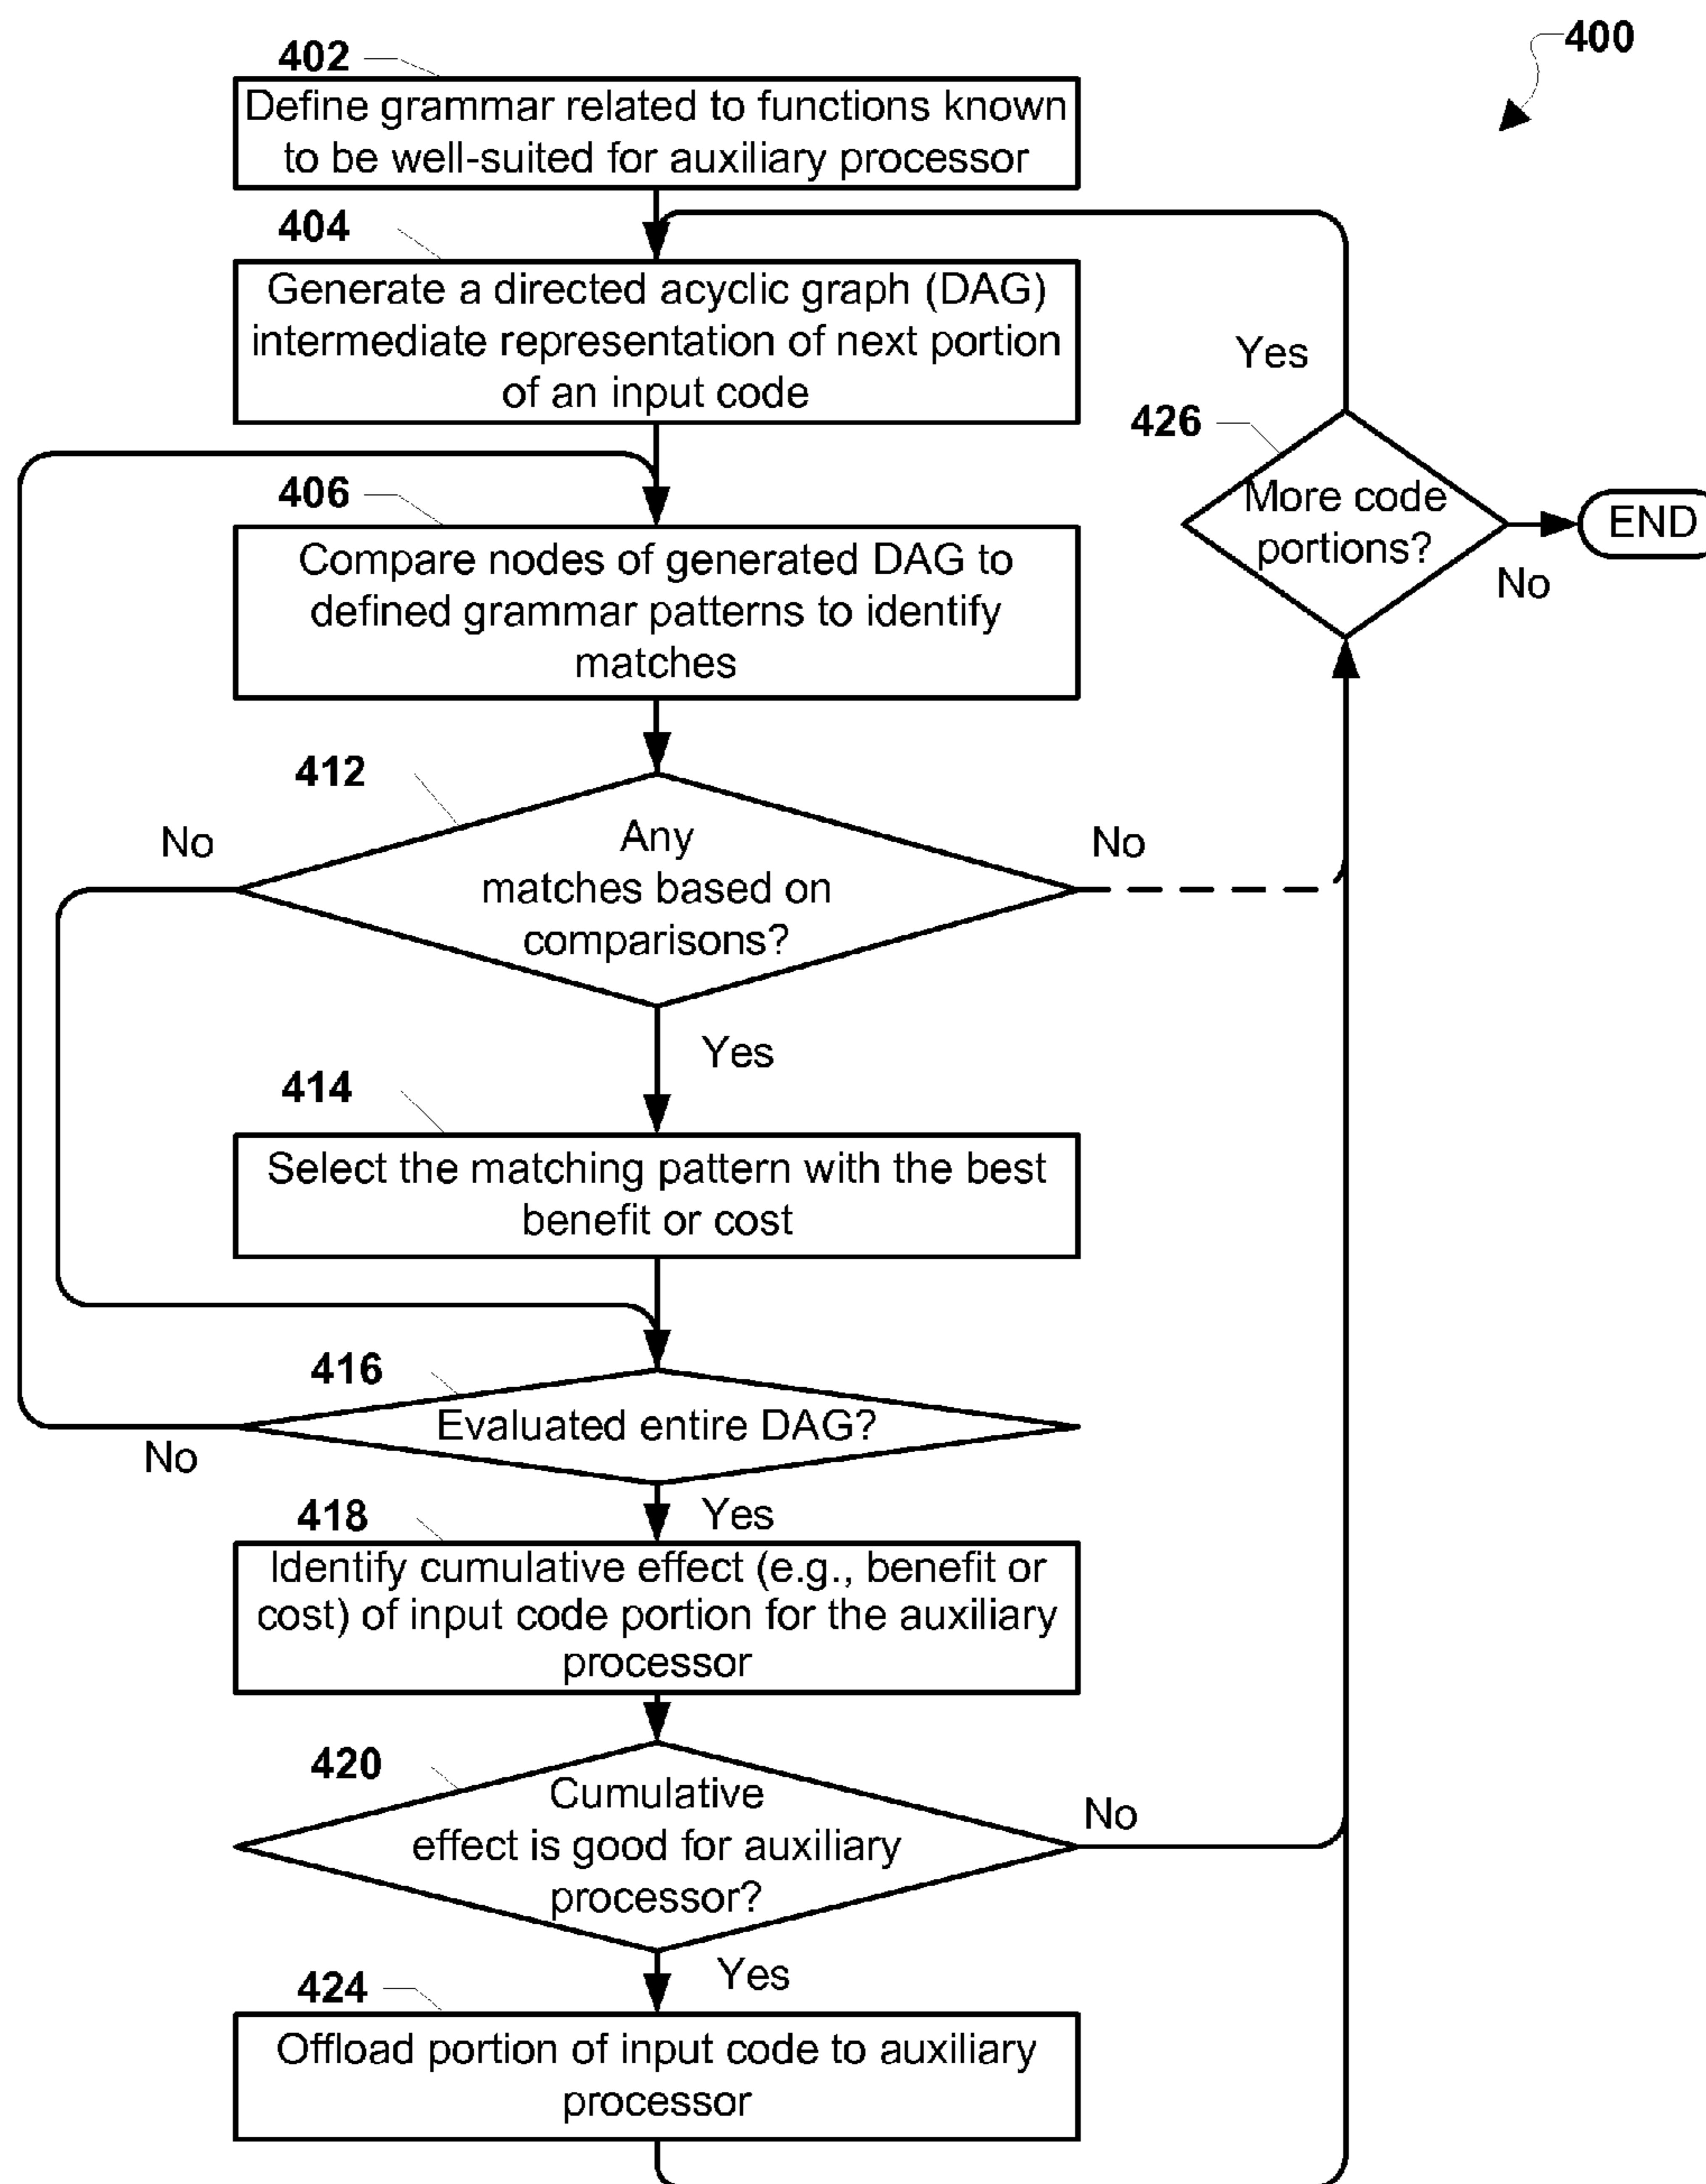 400
402
Define grammar related to functions known
to be well-suited for auxiliary processor
404
Generate a directed acyclic graph (DAG)
intermediate representation of next portion
of an input code
Yes
426
More code
portions?
END
No
406
Compare nodes of generated DAG to
defined grammar patterns to identify
matches
412
No
Any
matches based on
comparisons?
No
Yes
414
Select the matching pattern with the best
benefit or cost
416
Evaluated entire DAG?
No
Yes
418
Identify cumulative effect (e.g., benefit or
cost) of input code portion for the auxiliary
processor
420
Cumulative
effect is good for auxiliary
processor?
No
Yes
424
Offload portion of input code to auxiliary
processor